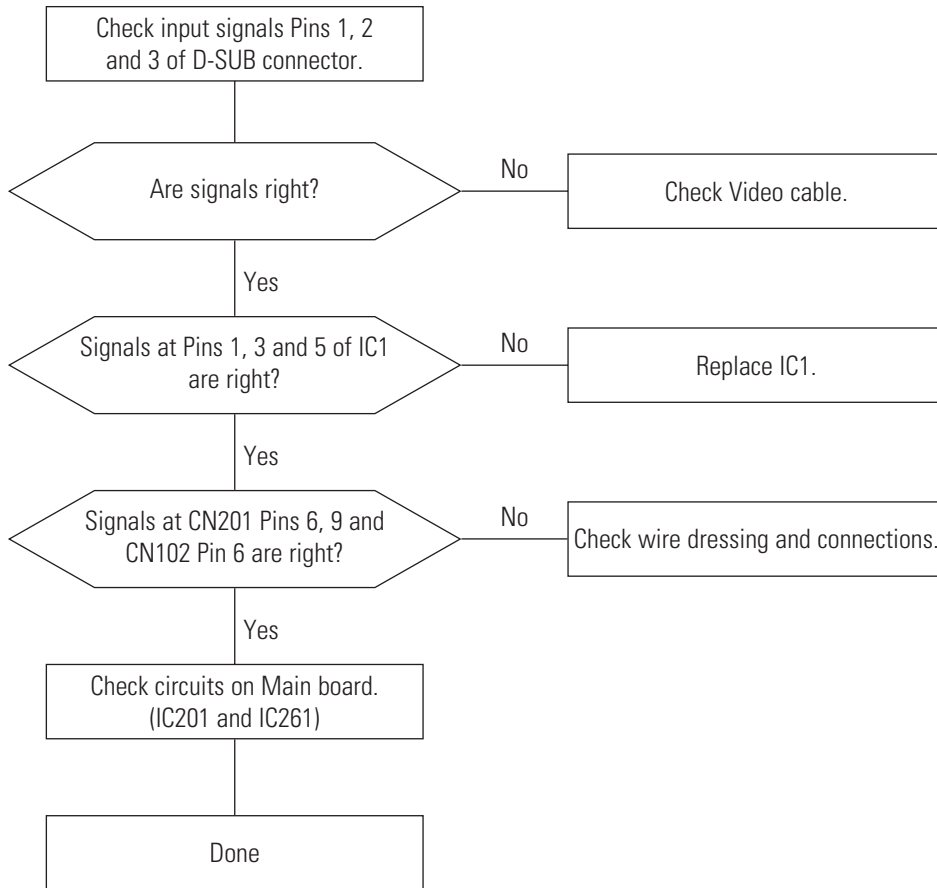 Check input signals Pins 1, 2
and 3 of D-SUB connector.
Are signals right?
No
Check Video cable.
Yes
Signals at Pins 1, 3 and 5 of IC1
are right?
No
Replace IC1.
Yes
Signals at CN201 Pins 6, 9 and
CN102 Pin 6 are right?
No
Check wire dressing and connections.
Yes
Check circuits on Main board.
(IC201 and IC261)
Done